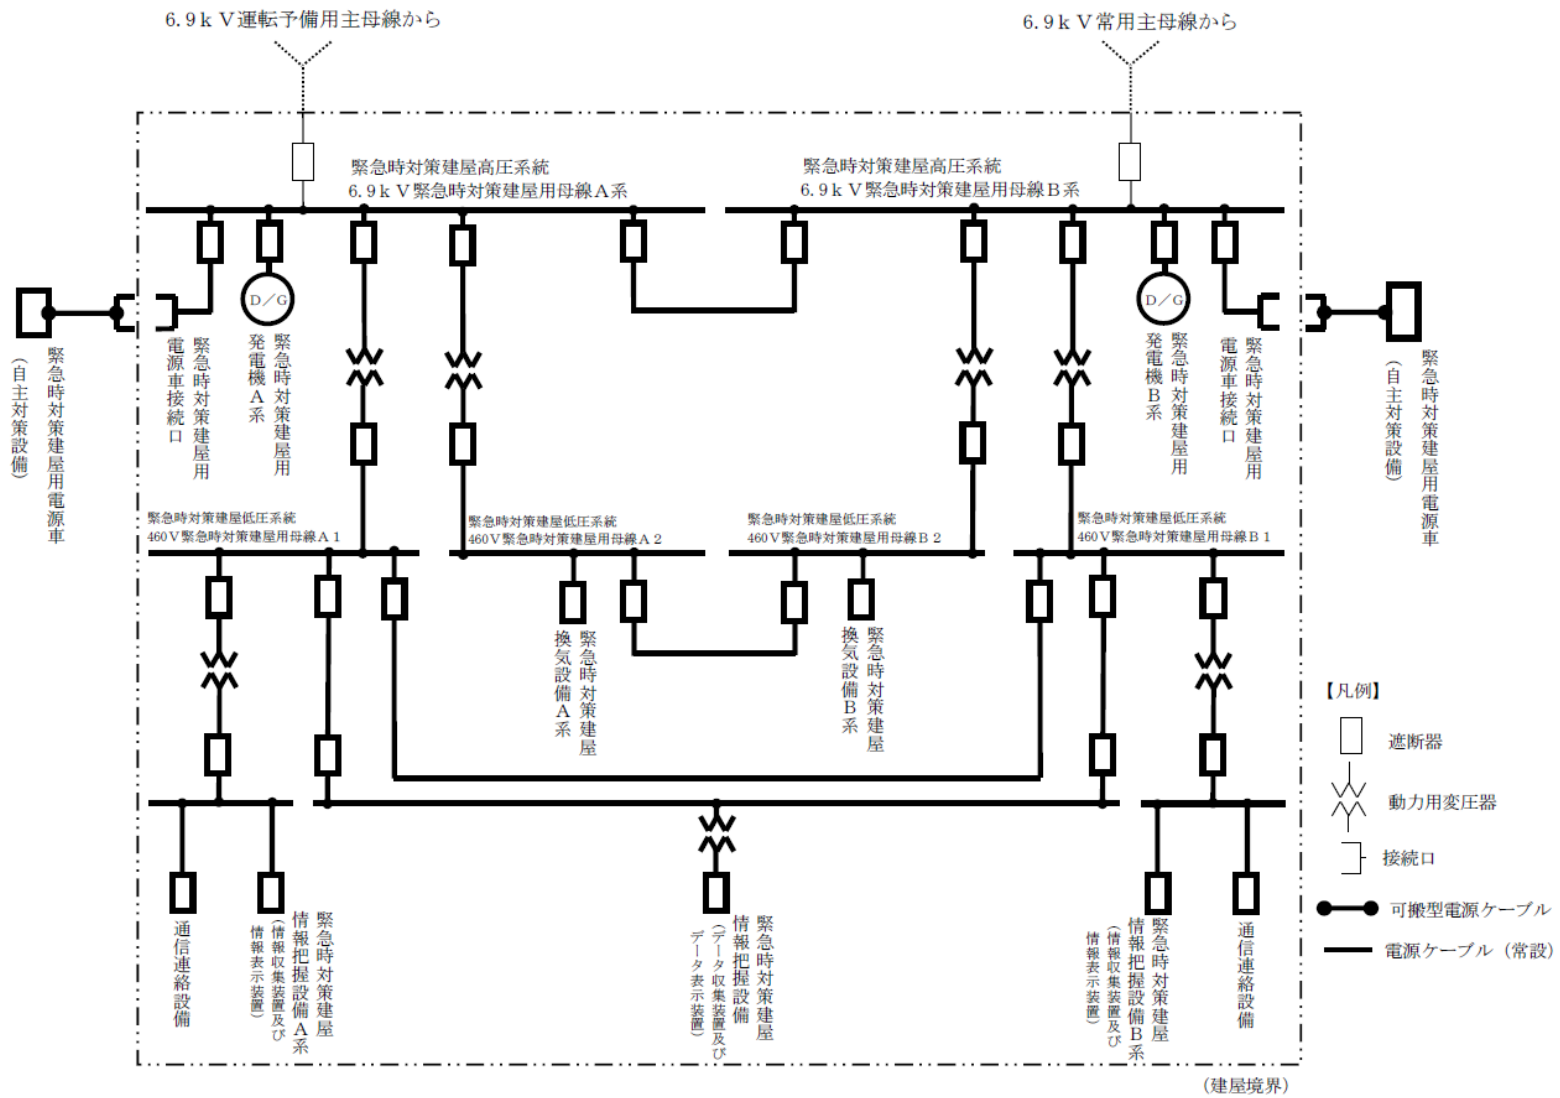 6.9ｋＶ運転予備用主母線から
6.9ｋＶ常用主母線から
緊急時対策建屋高圧系統
6.9ｋＶ緊急時対策建屋用母線Ａ系
緊急時対策建屋高圧系統
6.9ｋＶ緊急時対策建屋用母線Ｂ系
Ｄ／Ｇ
Ｄ／Ｇ
緊急時対策建屋用電源車
（自主対策設備）
緊急時対策建屋用
電源車接続口
緊急時対策建屋用
発電機Ａ系
緊急時対策建屋用
発電機Ｂ系
緊急時対策建屋用
電源車接続口
緊急時対策建屋用電源車
（自主対策設備）
緊急時対策建屋低圧系統
460Ｖ緊急時対策建屋用母線Ａ１
緊急時対策建屋低圧系統
460Ｖ緊急時対策建屋用母線Ａ２
緊急時対策建屋低圧系統
460Ｖ緊急時対策建屋用母線Ｂ２
緊急時対策建屋低圧系統
460Ｖ緊急時対策建屋用母線Ｂ１
緊急時対策建屋
換気設備Ａ系
緊急時対策建屋
換気設備Ｂ系
通信連絡設備
緊急時対策建屋
情報把握設備Ａ系
（情報収集装置及び
情報表示装置）
緊急時対策建屋
情報把握設備
（データ収集装置及び
データ表示装置）
緊急時対策建屋
情報把握設備Ｂ系
（情報収集装置及び
情報表示装置）
通信連絡設備
【凡例】
遮断器
動力用変圧器
接続口
可搬型電源ケーブル
電源ケーブル（常設）
（建屋境界）